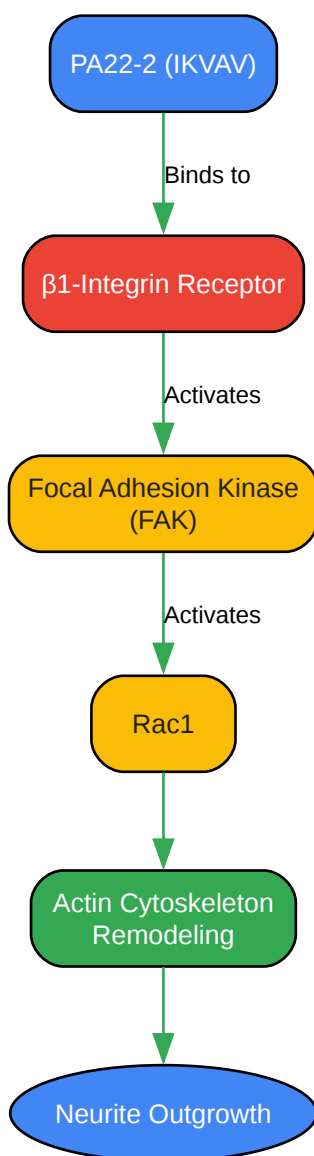 PA22-2 (IKVAV)
Binds to
β1-Integrin Receptor
Activates
Focal Adhesion Kinase
(FAK)
Activates
Rac1
Actin Cytoskeleton
Remodeling
Neurite Outgrowth